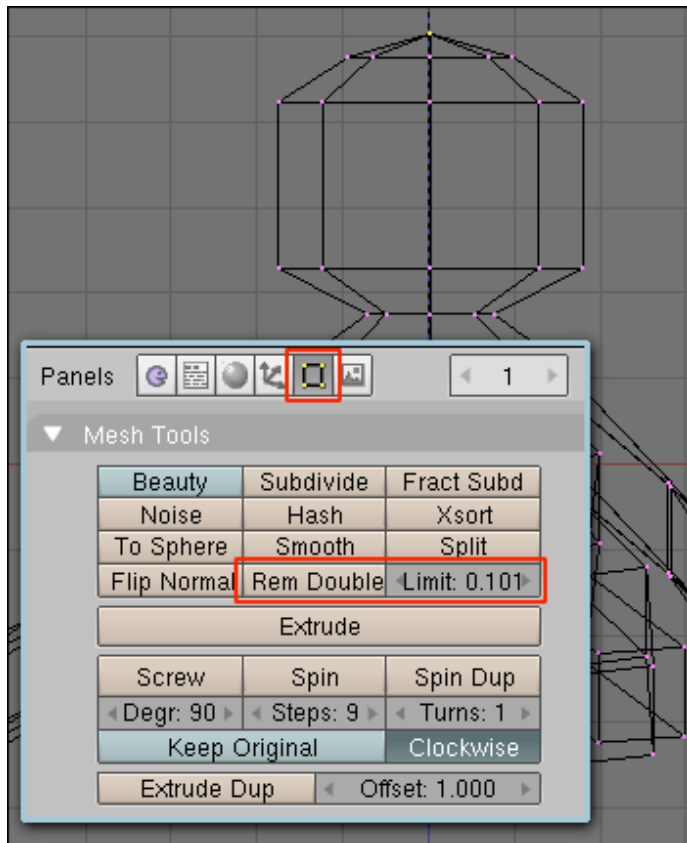 Panels 1
Mesh Tools
Beauty Subdivide Fract Subd
Noise Hash Xsort
To Sphere Smooth Split
Flip Normal Rem Double Limit: 0.101
Extrude
Screw Spin Spin Dup
Degr: 90 Steps: 9 Turns: 1
Keep Original Clockwise
Extrude Dup Offset: 1.000